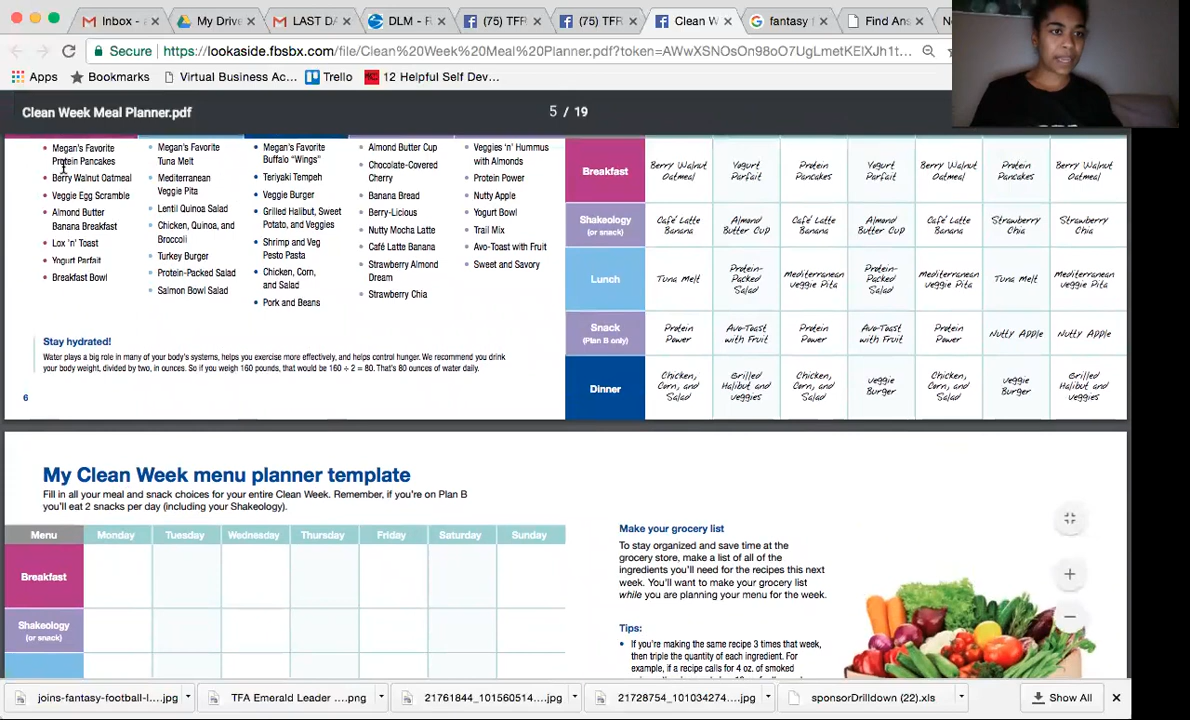 Inbox - a
My Drive
LAST DA
DLM - F
(75) TFR
(75) TFR
Clean W
fantasy f
Find Ans
Secure
https://lookaside.fbsbx.com/file/Clean%20Week%20Meal%20Planner.pdf?token=AWwXSNOsOn98oO7UgLmetKElXJh1t...
Apps
Bookmarks
Virtual Business Ac...
Trello
12 Helpful Self Dev...
Clean Week Meal Planner.pdf
5 / 19
• Megan's Favorite
Protein Pancakes
• Berry Walnut Oatmeal
• Veggie Egg Scramble
• Almond Butter
Banana Breakfast
• Lox 'n' Toast
• Yogurt Parfait
• Breakfast Bowl
• Megan's Favorite
Tuna Melt
• Mediterranean
Veggie Pita
• Lentil Quinoa Salad
• Chicken, Quinoa, and
Broccoli
• Turkey Burger
• Protein-Packed Salad
• Salmon Bowl Salad
• Megan's Favorite
Buffalo "Wings"
• Teriyaki Tempeh
• Veggie Burger
• Grilled Halibut, Sweet
Potato, and Veggies
• Shrimp and Veg
Pesto Pasta
• Chicken, Corn,
and Salad
• Pork and Beans
• Almond Butter Cup
• Chocolate-Covered
Cherry
• Banana Bread
• Berry-Licious
• Nutty Mocha Latte
• Café Latte Banana
• Strawberry Almond
Dream
• Strawberry Chia
• Veggies 'n' Hummus
with Almonds
• Protein Power
• Nutty Apple
• Yogurt Bowl
• Trail Mix
• Avo-Toast with Fruit
• Sweet and Savory
Stay hydrated!
Water plays a big role in many of your body's systems, helps you exercise more effectively, and helps control hunger. We recommend you drink
your body weight, divided by two, in ounces. So if you weigh 160 pounds, that would be 160 ÷ 2 = 80. That's 80 ounces of water daily.
6
Breakfast
Berry Walnut
Oatmeal
Yogurt
Parfait
Protein
Pancakes
Yogurt
Parfait
Berry Walnut
Oatmeal
Protein
Pancakes
Berry Walnut
Oatmeal
Shakeology
(or snack)
Café Latte
Banana
Almond
Butter Cup
Café Latte
Banana
Almond
Butter Cup
Café Latte
Banana
Strawberry
Chia
Strawberry
Chia
Lunch
Tuna Melt
Protein-
Packed
Salad
Mediterranean
Veggie Pita
Protein-
Packed
Salad
Mediterranean
Veggie Pita
Tuna Melt
Mediterranean
Veggie Pita
Snack
(Plan B only)
Protein
Power
Avo-Toast
with Fruit
Protein
Power
Avo-Toast
with Fruit
Protein
Power
Nutty Apple
Nutty Apple
Dinner
Chicken,
Corn, and
Salad
Grilled
Halibut and
Veggies
Chicken,
Corn, and
Salad
Veggie
Burger
Chicken,
Corn, and
Salad
Veggie
Burger
Grilled
Halibut and
Veggies
My Clean Week menu planner template
Fill in all your meal and snack choices for your entire Clean Week. Remember, if you're on Plan B
you'll eat 2 snacks per day (including your Shakeology).
Menu
Monday
Tuesday
Wednesday
Thursday
Friday
Saturday
Sunday
Breakfast
Shakeology
(or snack)
Make your grocery list
To stay organized and save time at the
grocery store, make a list of all of the
ingredients you'll need for the recipes this next
week. You'll want to make your grocery list
while you are planning your menu for the week.
Tips:
• If you're making the same recipe 3 times that week,
then triple the quantity of each ingredient. For
example, if a recipe calls for 4 oz. of smoked
joins-fantasy-football-l....jpg
TFA Emerald Leader ....png
21761844_101560514....jpg
21728754_101034274....jpg
sponsorDrilldown (22).xls
Show All